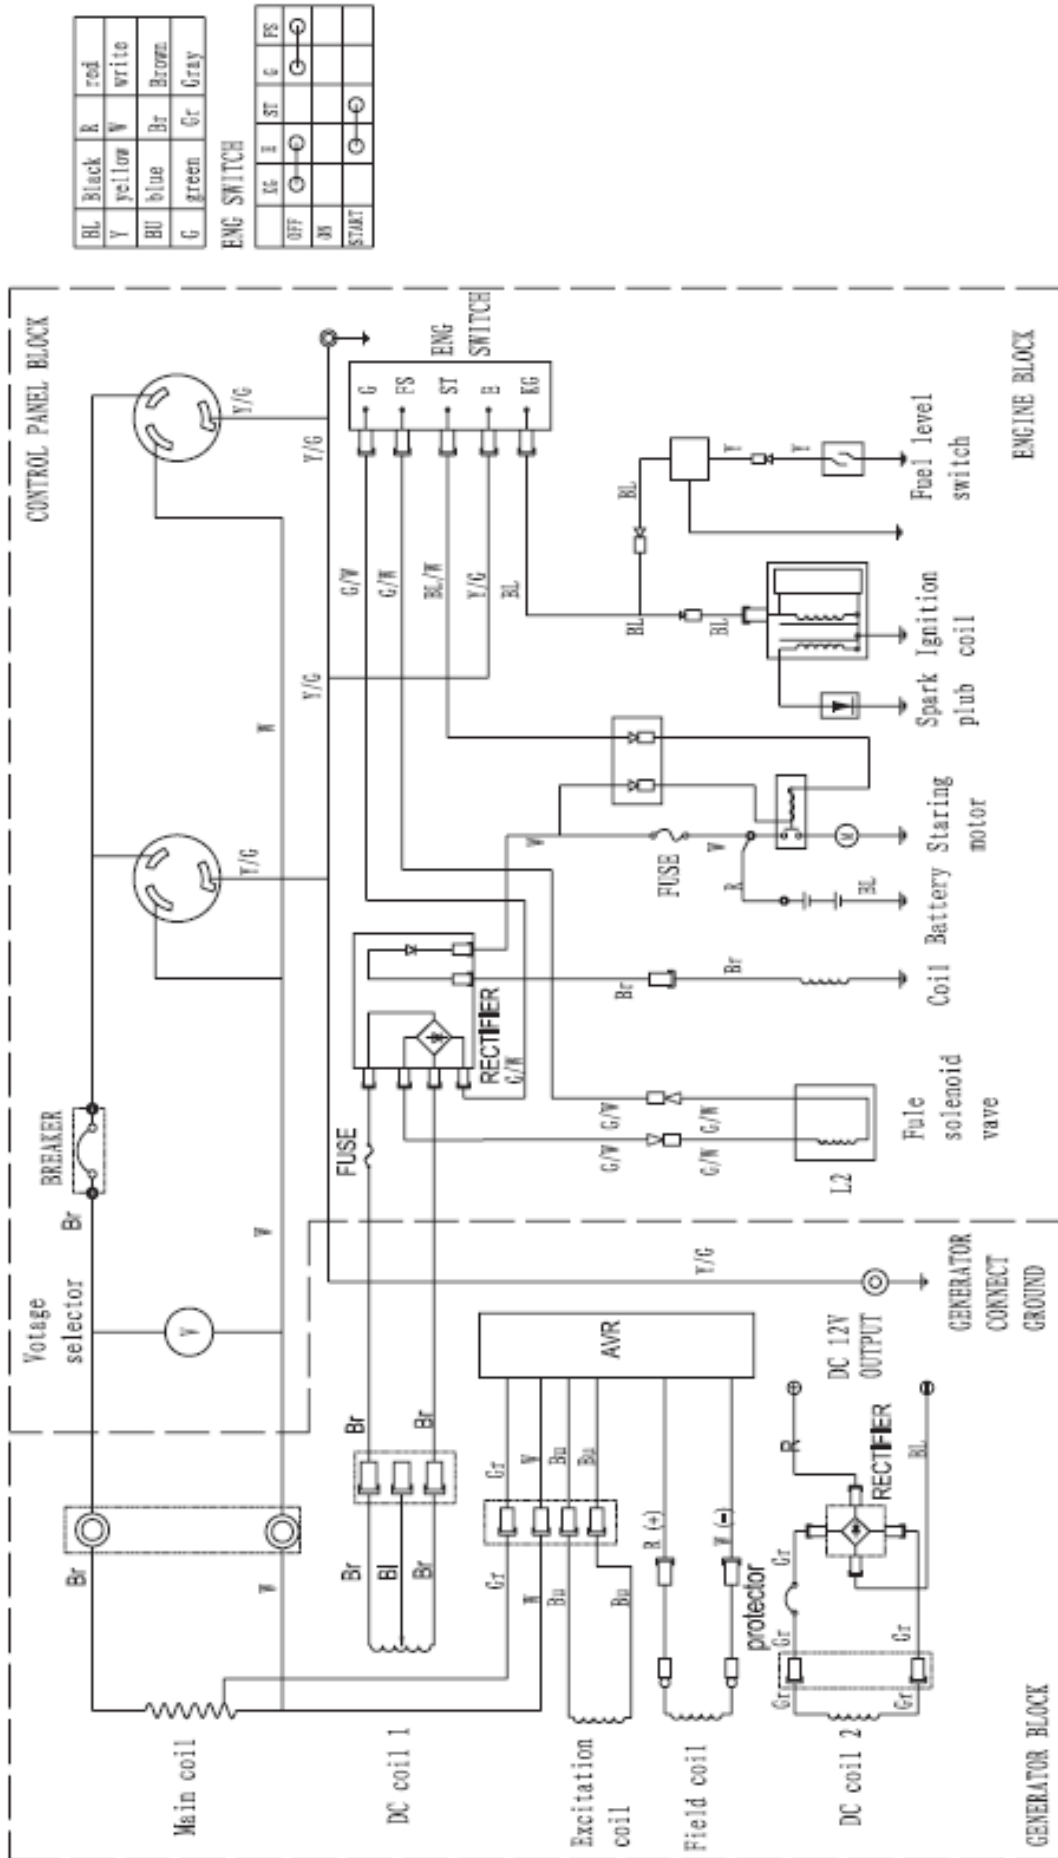 BL Black R red
Y yellow W write
BU blue Br Brown
G green Gr Gray
ENG SWITCH
KG E ST G FS
OFF
ON
START
CONTROL PANEL BLOCK
Votage
selector
V
Br
BREAKER
W
W
Y/G
Y/G
Y/G
Y/G
ENG
SWITCH
G
FS
ST
E
KG
G/W
G/W
BL/W
Y/G
BL
FUSE
RECTIFIER
G/W
Br
Br
W
FUSE
W
R
BL
M
BL
BL
BL
Y
Y
G/W
G/W
G/W
G/W
L2
Fule
solenoid
vave
Coil
Battery
Staring
motor
Spark
plub
Ignition
coil
Fuel level
switch
ENGINE BLOCK
Main coil
Br
W
DC coil 1
Br
Bl
Br
Br
Br
Excitation
coil
Gr
W
Bu
Bu
Gr
W
Bu
Bu
AVR
Field coil
R (+)
W (-)
DC coil 2
Gr
Gr
protector
Gr
Gr
Gr
RECTIFIER
R
BL
DC 12V
OUTPUT
Y/G
GENERATOR
CONNECT
GROUND
GENERATOR BLOCK